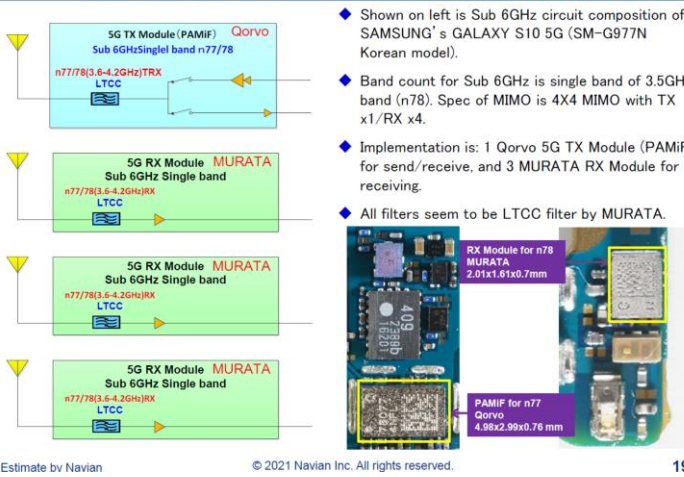 5G TX Module (PAMiF) Qorvo
Sub 6GHzSinglel band n77/78
n77/78(3.6-4.2GHz)TRX
LTCC
5G RX Module MURATA
Sub 6GHz Single band
n77/78(3.6-4.2GHz)RX
LTCC
5G RX Module MURATA
Sub 6GHz Single band
n77/78(3.6-4.2GHz)RX
LTCC
5G RX Module MURATA
Sub 6GHz Single band
n77/78(3.6-4.2GHz)RX
LTCC
Shown on left is Sub 6GHz circuit composition of
SAMSUNG's GALAXY S10 5G (SM-G977N
Korean model).
Band count for Sub 6GHz is single band of 3.5GH
band (n78). Spec of MIMO is 4X4 MIMO with TX
x1/RX x4.
Implementation is: 1 Qorvo 5G TX Module (PAMiF
for send/receive, and 3 MURATA RX Module for
receiving.
All filters seem to be LTCC filter by MURATA.
RX Module for n78
MURATA
2.01x1.61x0.7mm
409
2389b
16201
PAMiF for n77
Qorvo
4.98x2.99x0.76 mm
Estimate by Navian
© 2021 Navian Inc. All rights reserved.
19